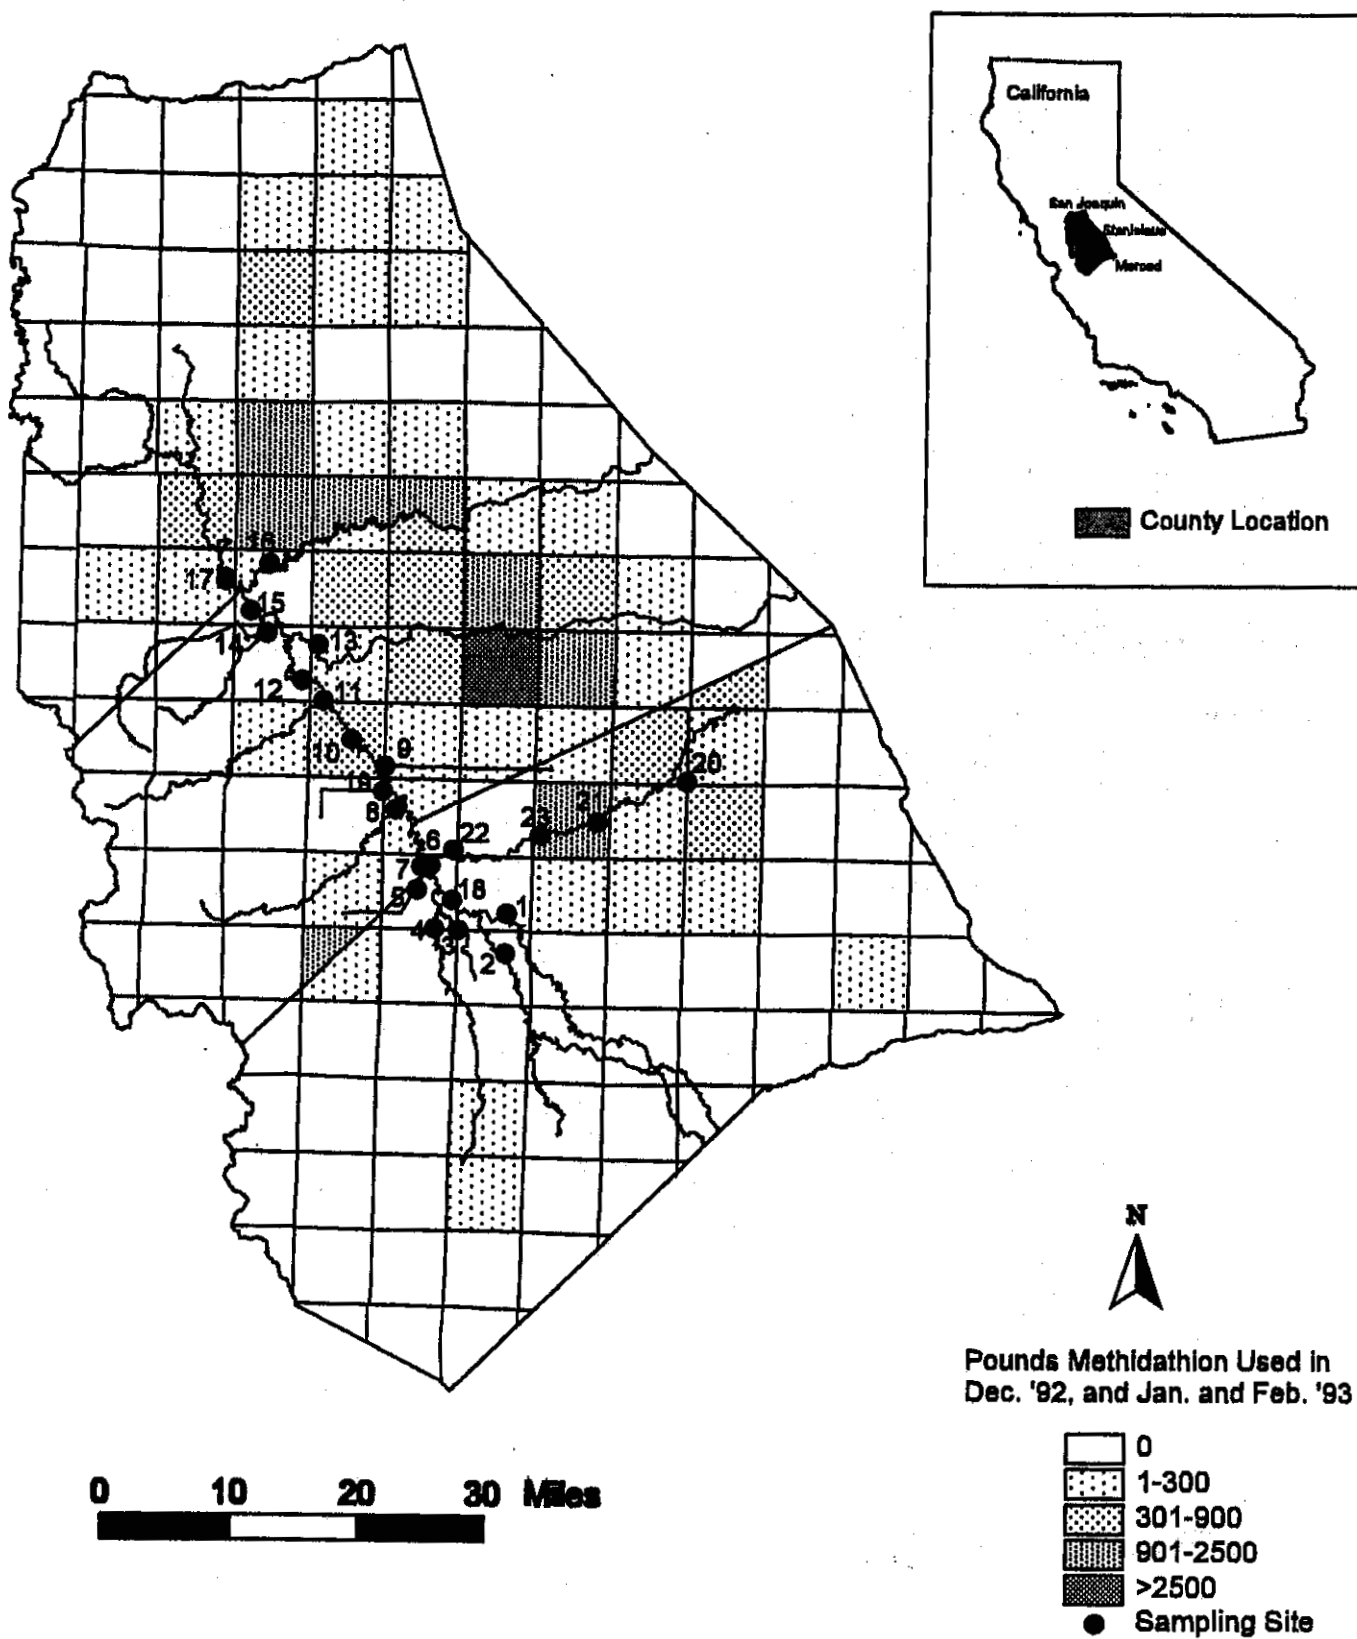 California
San Joaquin
Stanislaus
Merced
County Location
16
17
15
14
13
12
11
10
9
19
8
20
21
23
22
6
7
5
18
1
4
3
2
N
Pounds Methidathion Used in
Dec. '92, and Jan. and Feb. '93
0
1-300
301-900
901-2500
>2500
Sampling Site
0 10 20 30 Miles